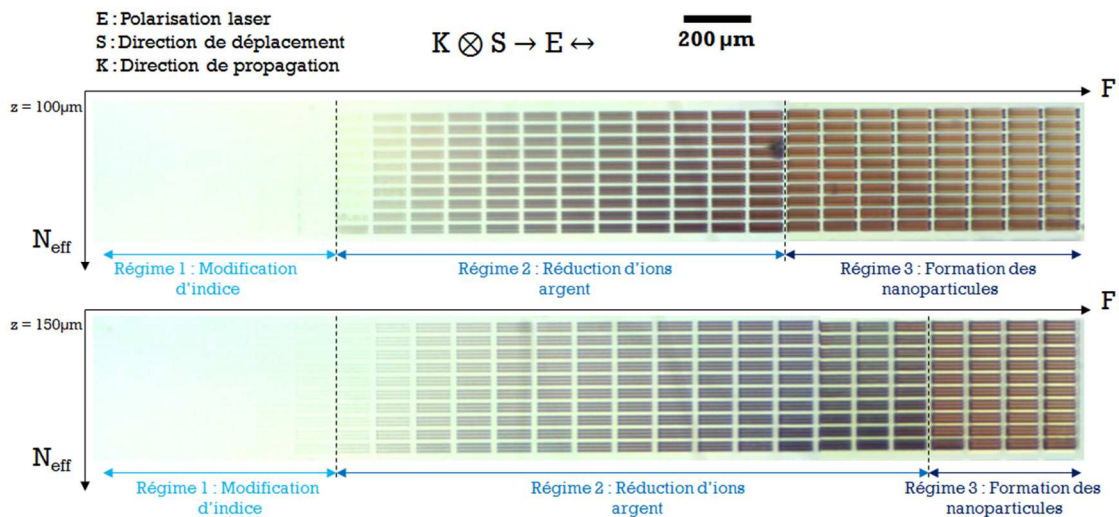 E : Polarisation laser
S : Direction de déplacement
K : Direction de propagation
K ⊗ S → E ↔
200 µm
F
z = 100µm
N_eff
Régime 1 : Modification
d'indice
Régime 2 : Réduction d'ions
argent
Régime 3 : Formation des
nanoparticules
F
z = 150µm
N_eff
Régime 1 : Modification
d'indice
Régime 2 : Réduction d'ions
argent
Régime 3 : Formation des
nanoparticules